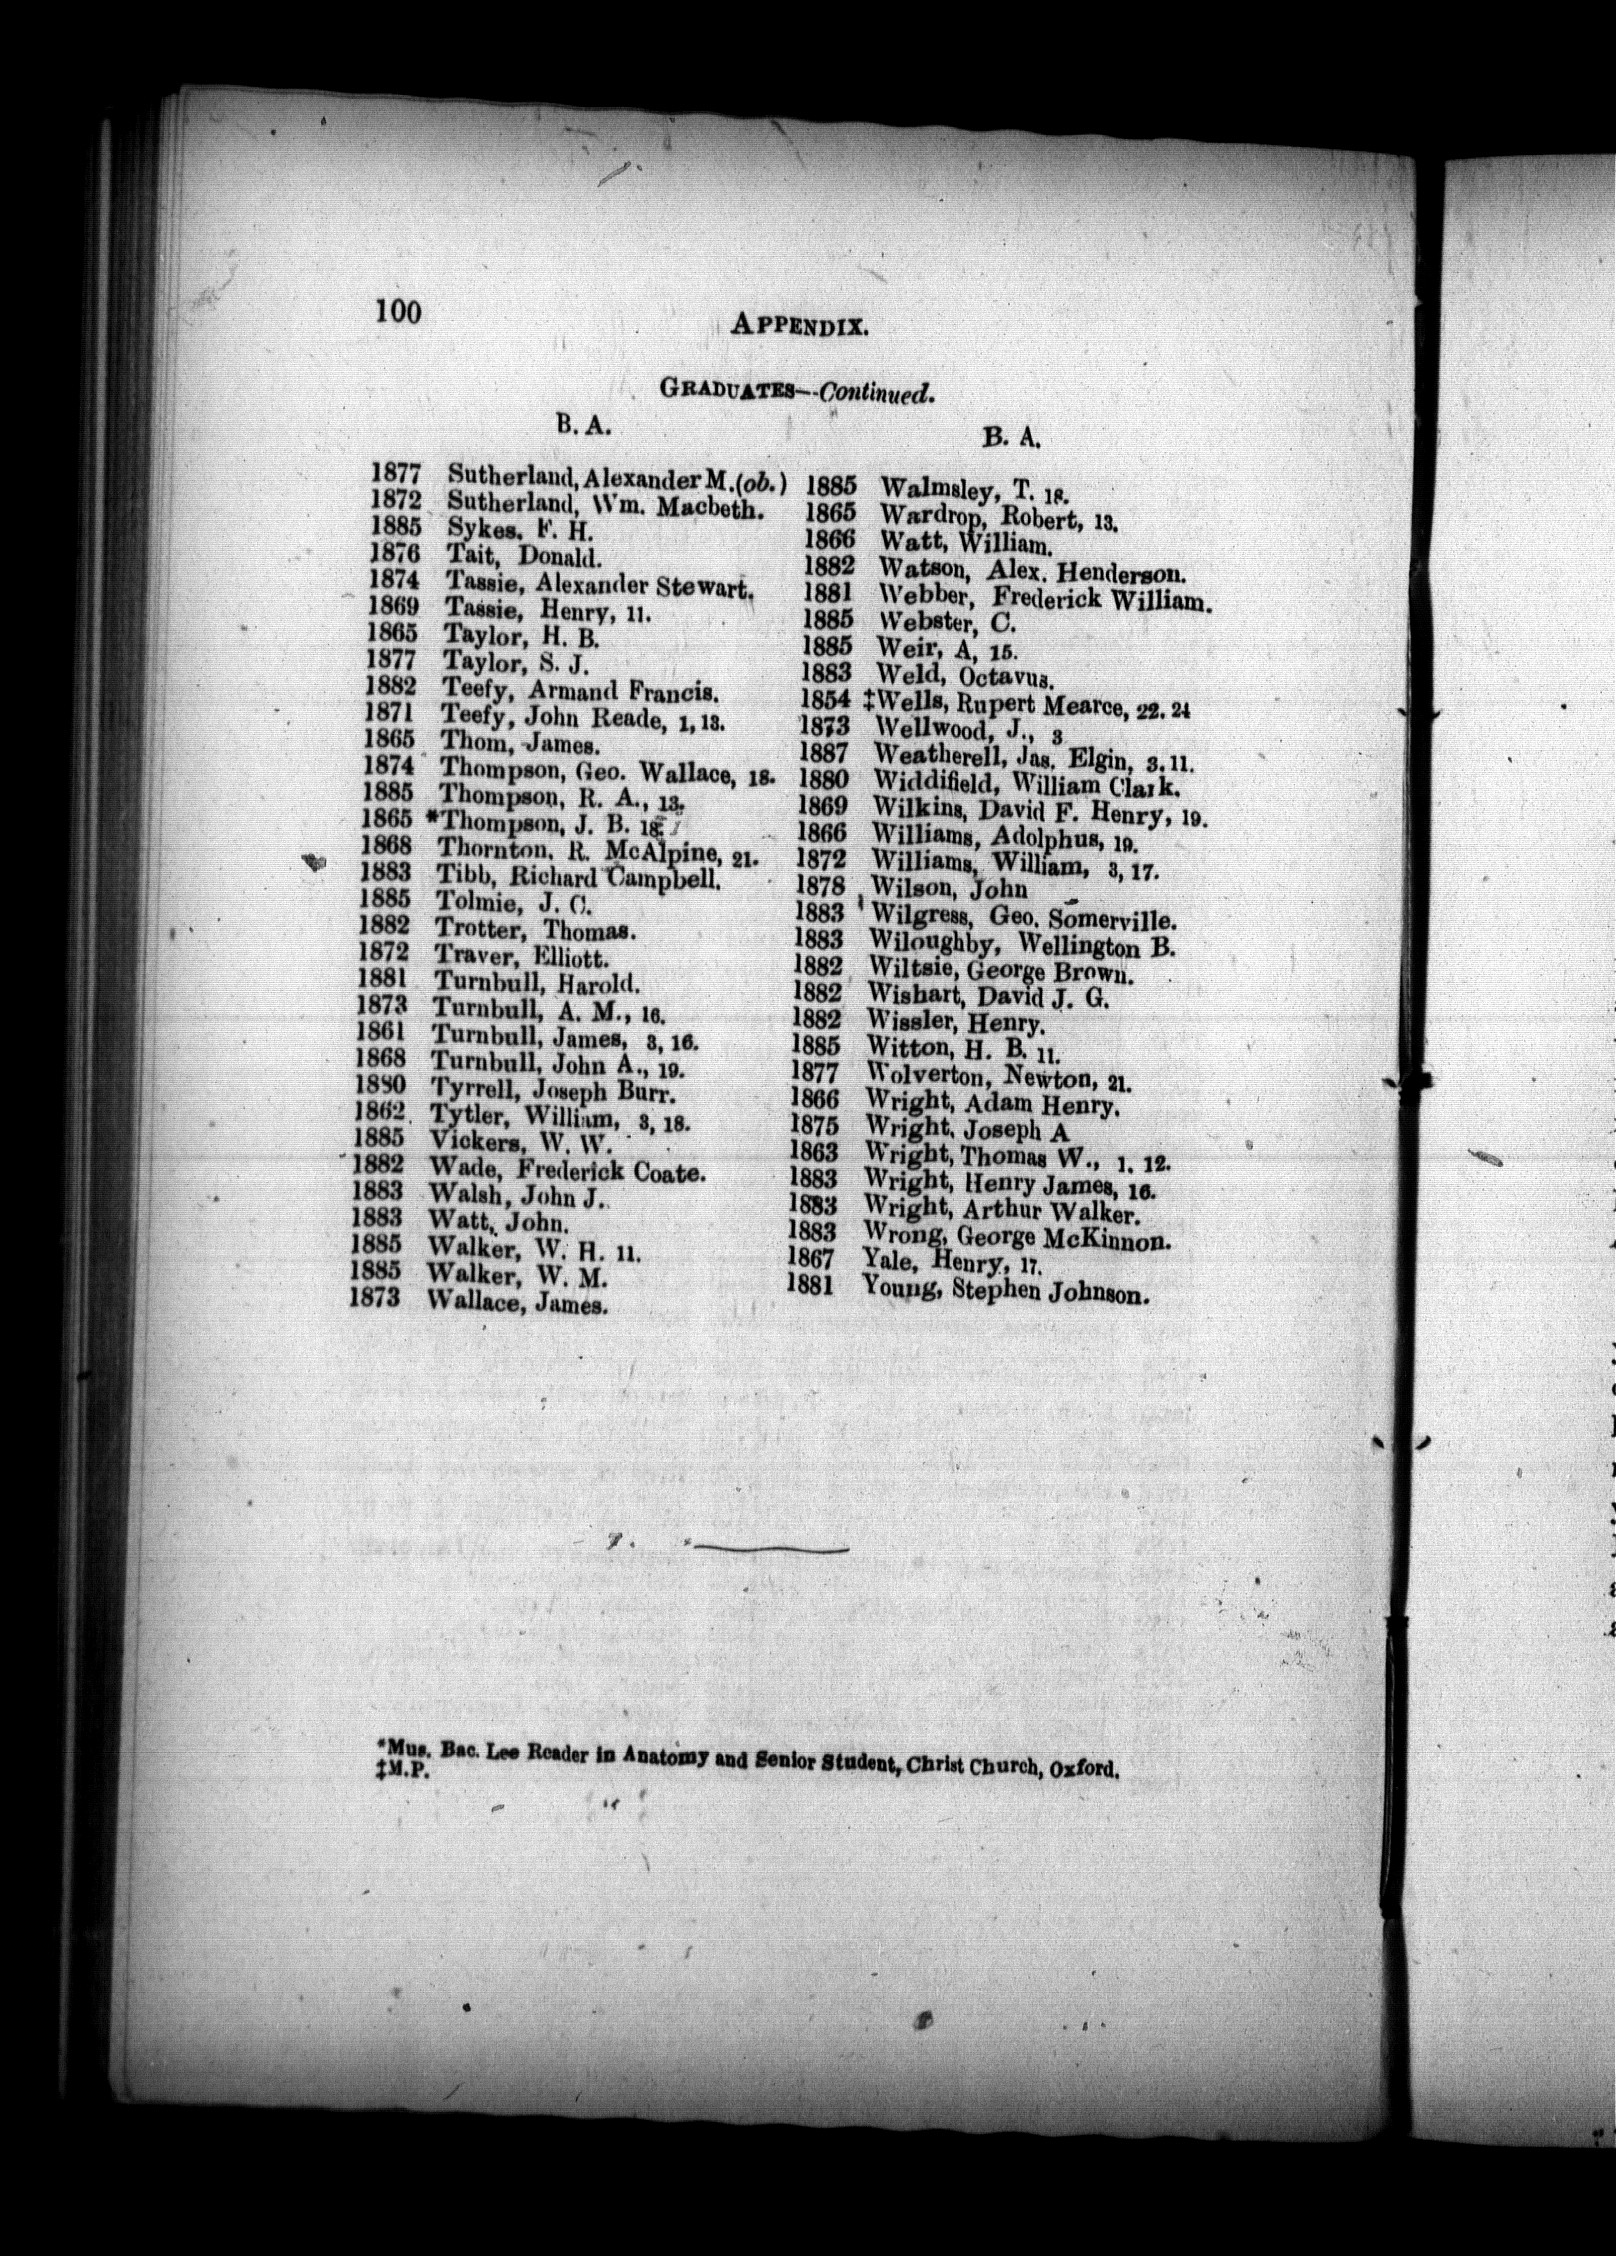 100
APPENDIX.
GRADUATES—Continued.
B. A.
1877 Sutherland, Alexander M. (ob.)
1872 Sutherland, Wm. Macbeth.
1885 Sykes, F. H.
1876 Tait, Donald.
1874 Tassie, Alexander Stewart.
1869 Tassie, Henry, 11.
1865 Taylor, H. B.
1877 Taylor, S. J.
1882 Teefy, Armand Francis.
1871 Teefy, John Reade, 1, 13.
1865 Thom, James.
1874 Thompson, Geo. Wallace, 18.
1885 Thompson, R. A., 13.
1865 *Thompson, J. B. 18.
1868 Thornton, R. McAlpine, 21.
1883 Tibb, Richard Campbell.
1885 Tolmie, J. C.
1882 Trotter, Thomas.
1872 Traver, Elliott.
1881 Turnbull, Harold.
1873 Turnbull, A. M., 16.
1861 Turnbull, James, 3, 16.
1868 Turnbull, John A., 19.
1880 Tyrrell, Joseph Burr.
1862 Tytler, William, 3, 18.
1885 Vickers, W. W.
1882 Wade, Frederick Coate.
1883 Walsh, John J.
1883 Watt, John.
1885 Walker, W. H. 11.
1885 Walker, W. M.
1873 Wallace, James.
B. A.
1885 Walmsley, T. 18.
1865 Wardrop, Robert, 13.
1866 Watt, William.
1882 Watson, Alex. Henderson.
1881 Webber, Frederick William.
1885 Webster, C.
1885 Weir, A, 15.
1883 Weld, Octavus.
1854 ‡Wells, Rupert Mearce, 22. 24
1873 Wellwood, J., 3
1887 Weatherell, Jas. Elgin, 3. 11.
1880 Widdifield, William Clark.
1869 Wilkins, David F. Henry, 19.
1866 Williams, Adolphus, 19.
1872 Williams, William, 3, 17.
1878 Wilson, John
1883 Wilgress, Geo. Somerville.
1883 Wiloughby, Wellington B.
1882 Wiltsie, George Brown.
1882 Wishart, David J. G.
1882 Wissler, Henry.
1885 Witton, H. B. 11.
1877 Wolverton, Newton, 21.
1866 Wright, Adam Henry.
1875 Wright, Joseph A
1863 Wright, Thomas W., 1. 12.
1883 Wright, Henry James, 16.
1883 Wright, Arthur Walker.
1883 Wrong, George McKinnon.
1867 Yale, Henry, 17.
1881 Young, Stephen Johnson.
*Mus. Bac. Lee Reader in Anatomy and Senior Student, Christ Church, Oxford.
‡M.P.